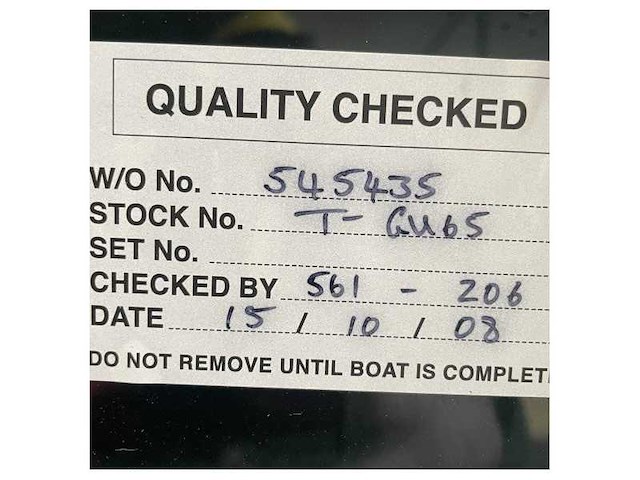 QUALITY CHECKED
W/O No. 545435
STOCK No. T- GU65
SET No.
CHECKED BY 561 - 206
DATE 15 / 10 / 08
DO NOT REMOVE UNTIL BOAT IS COMPLET